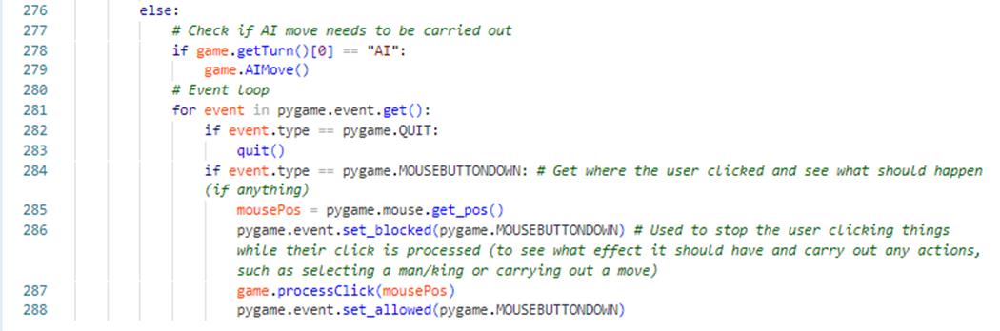 276 else:
277 # Check if AI move needs to be carried out
278 if game.getTurn()[0] == "AI":
279 game.AIMove()
280 # Event loop
281 for event in pygame.event.get():
282 if event.type == pygame.QUIT:
283 quit()
284 if event.type == pygame.MOUSEBUTTONDOWN: # Get where the user clicked and see what should happen
(if anything)
285 mousePos = pygame.mouse.get_pos()
286 pygame.event.set_blocked(pygame.MOUSEBUTTONDOWN) # Used to stop the user clicking things
while their click is processed (to see what effect it should have and carry out any actions,
such as selecting a man/king or carrying out a move)
287 game.processClick(mousePos)
288 pygame.event.set_allowed(pygame.MOUSEBUTTONDOWN)